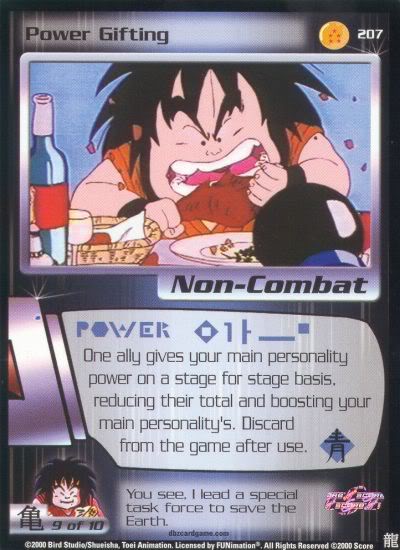 Power Gifting
207
Non-Combat
POWER
One ally gives your main personality
power on a stage for stage basis,
reducing their total and boosting your
main personality's. Discard
from the game after use.
青
亀 9 of 10
You see, I lead a special
task force to save the
Earth.
dbzcardgame.com
©2000 Bird Studio/Shueisha, Toei Animation. Licensed by FUNimation®. All Rights Reserved ©2000 Score
207
龍